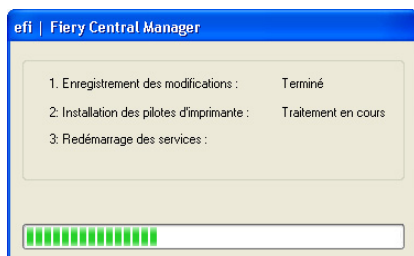 efi | Fiery Central Manager
1. Enregistrement des modifications : Terminé
2: Installation des pilotes d'imprimante : Traitement en cours
3: Redémarrage des services :